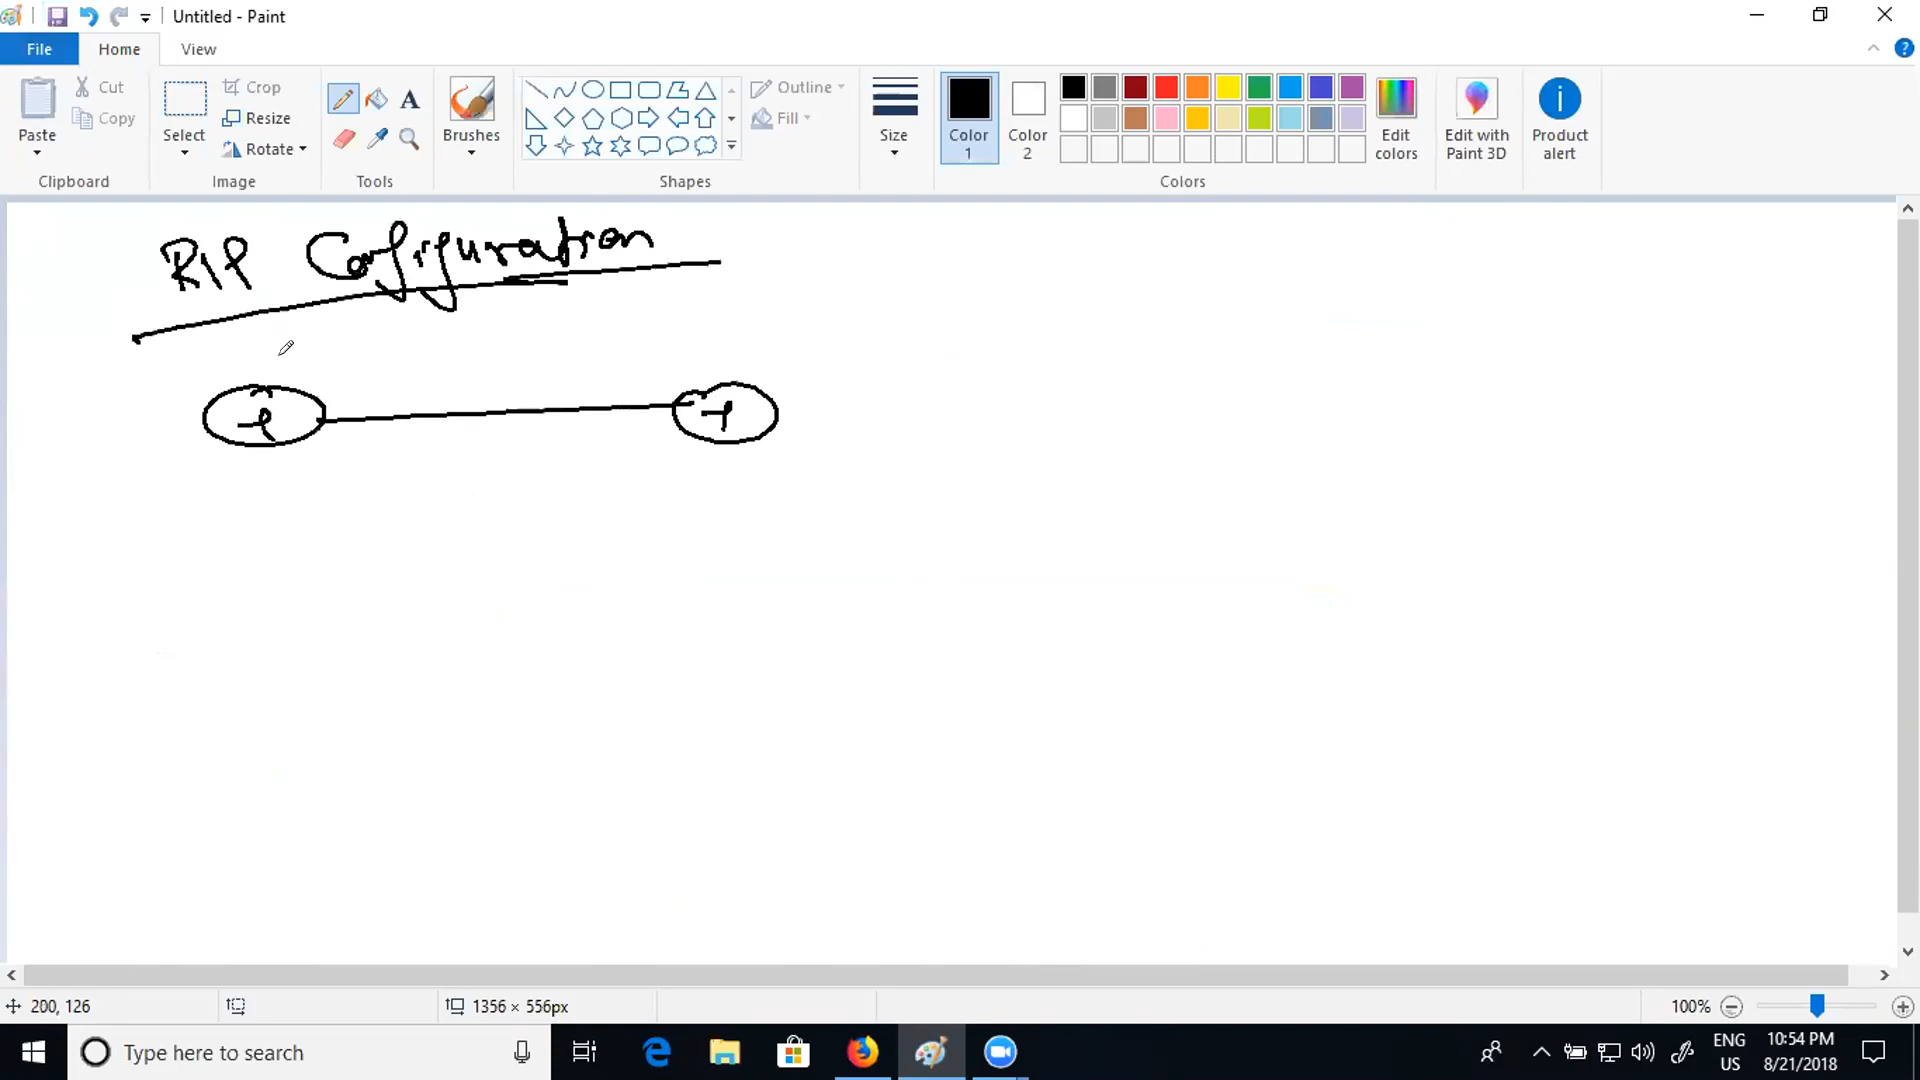 Untitled - Paint
File
Home
View
Paste
Cut
Copy
Clipboard
Select
Crop
Resize
Rotate
Image
Tools
Brushes
Shapes
Outline
Fill
Size
Color
1
Color
2
Colors
Edit
colors
Edit with
Paint 3D
Product
alert
RIP Configuration
200, 126
1356 × 556px
100%
Type here to search
ENG
US
10:54 PM
8/21/2018